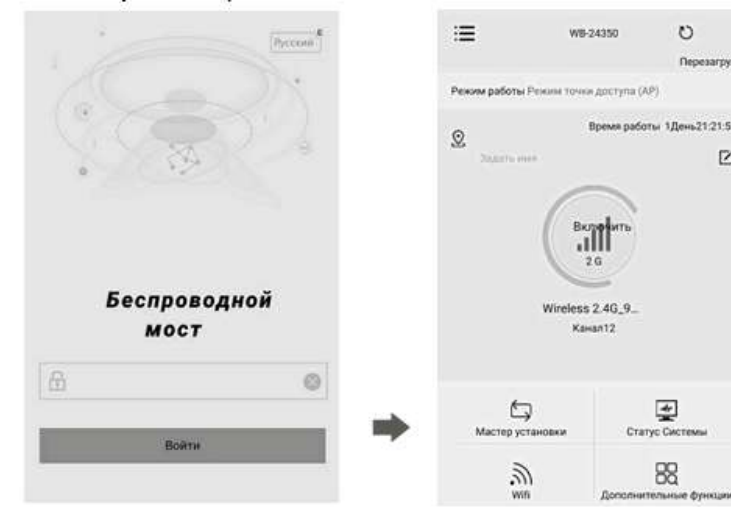 Русский
Беспроводной
мост
Войти
WB-24350
Перезагру
Режим работы Режим точки доступа (AP)
Время работы 1День21:21:5
Задать имя
Включить
2 G
Wireless 2.4G_9...
Канал12
Мастер установки
Статус Системы
Wifi
Дополнительные функции